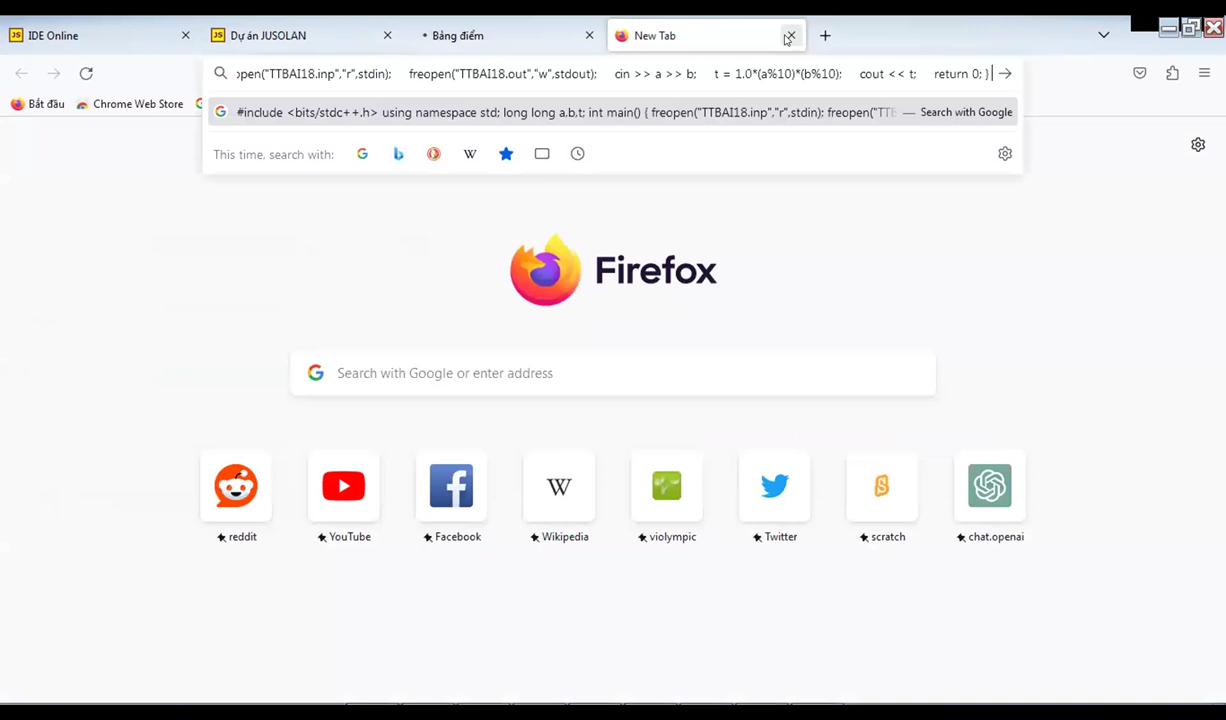 IDE Online
Dự án JUSOLAN
Bảng điểm
New Tab
open("TTBAI18.inp","r",stdin); freopen("TTBAI18.out","w",stdout); cin >> a >> b; t = 1.0*(a%10)*(b%10); cout << t; return 0; }
Bắt đầu
Chrome Web Store
#include <bits/stdc++.h> using namespace std; long long a,b,t; int main() { freopen("TTBAI18.inp","r",stdin); freopen("TTB — Search with Google
This time, search with:
Firefox
Search with Google or enter address
reddit
YouTube
Facebook
Wikipedia
violympic
Twitter
scratch
chat.openai